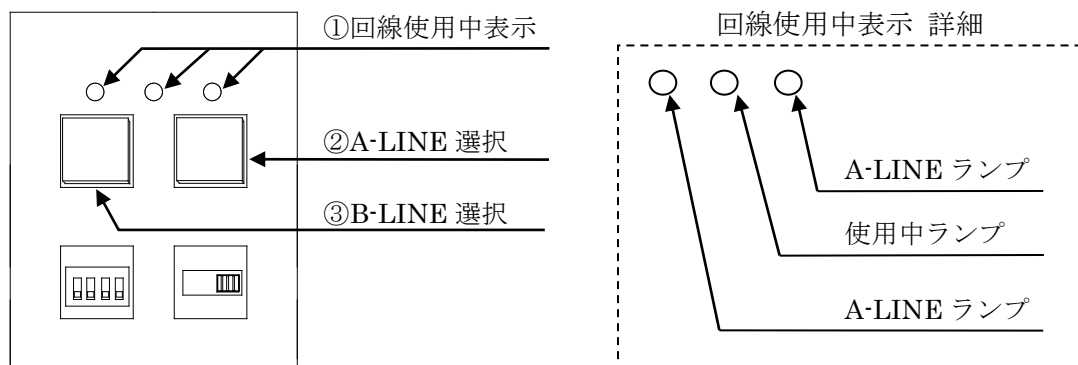 ①回線使用中表示
②A-LINE 選択
③B-LINE 選択
回線使用中表示 詳細
A-LINE ランプ
使用中ランプ
A-LINE ランプ